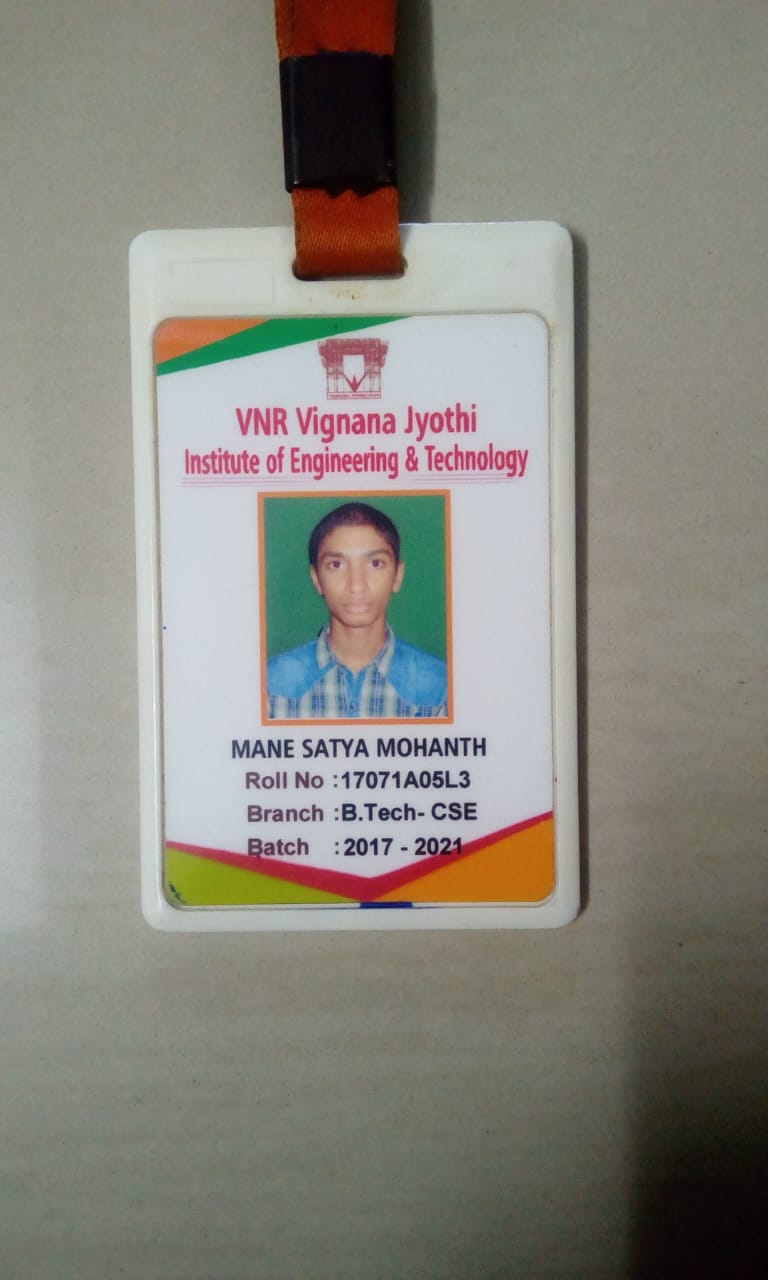 VNR Vignana Jyothi
Institute of Engineering & Technology
MANE SATYA MOHANTH
Roll No :17071A05L3
Branch :B.Tech- CSE
Batch : 2017 - 2021